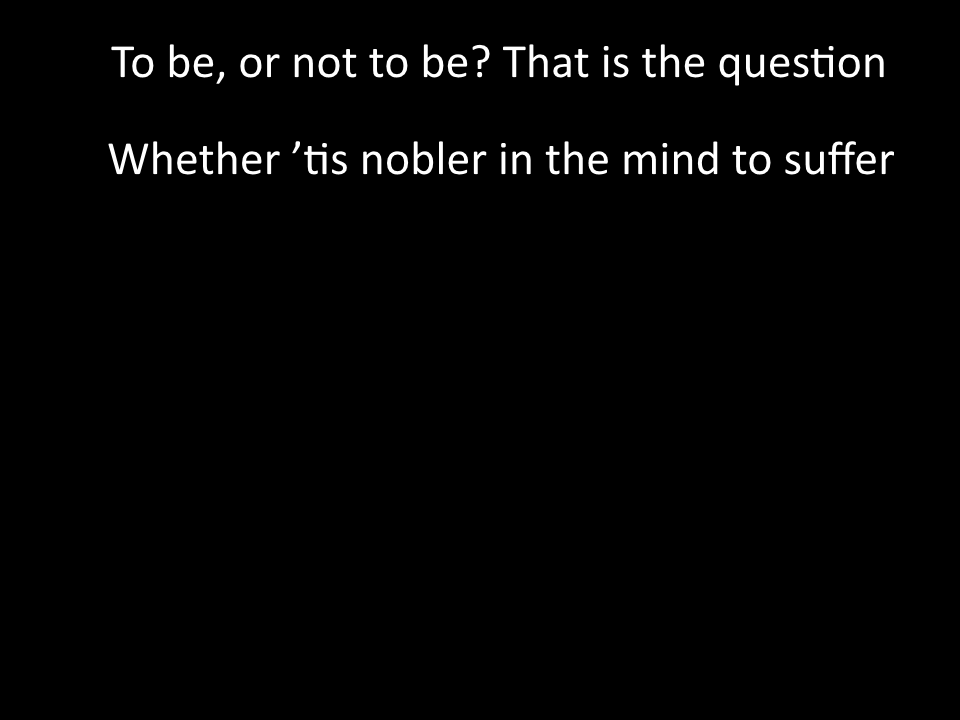 To be, or not to be? That is the question
Whether ’tis nobler in the mind to suffer